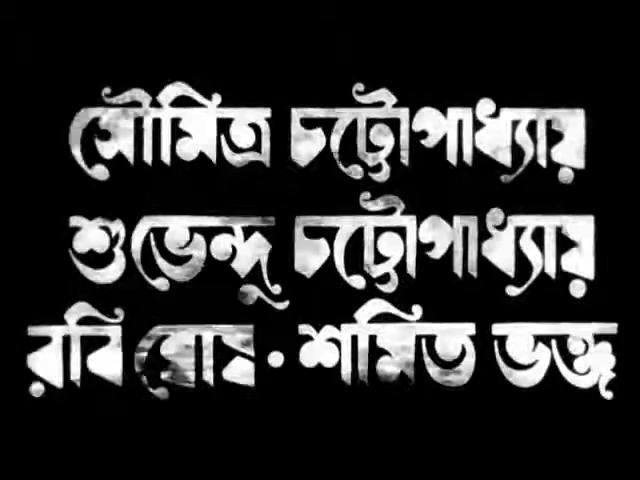 সৌমিত্র চট্টোপাধ্যায়
শুভেন্দু চট্টোপাধ্যায়
রবি ঘোষ · শমিত ভঞ্জ